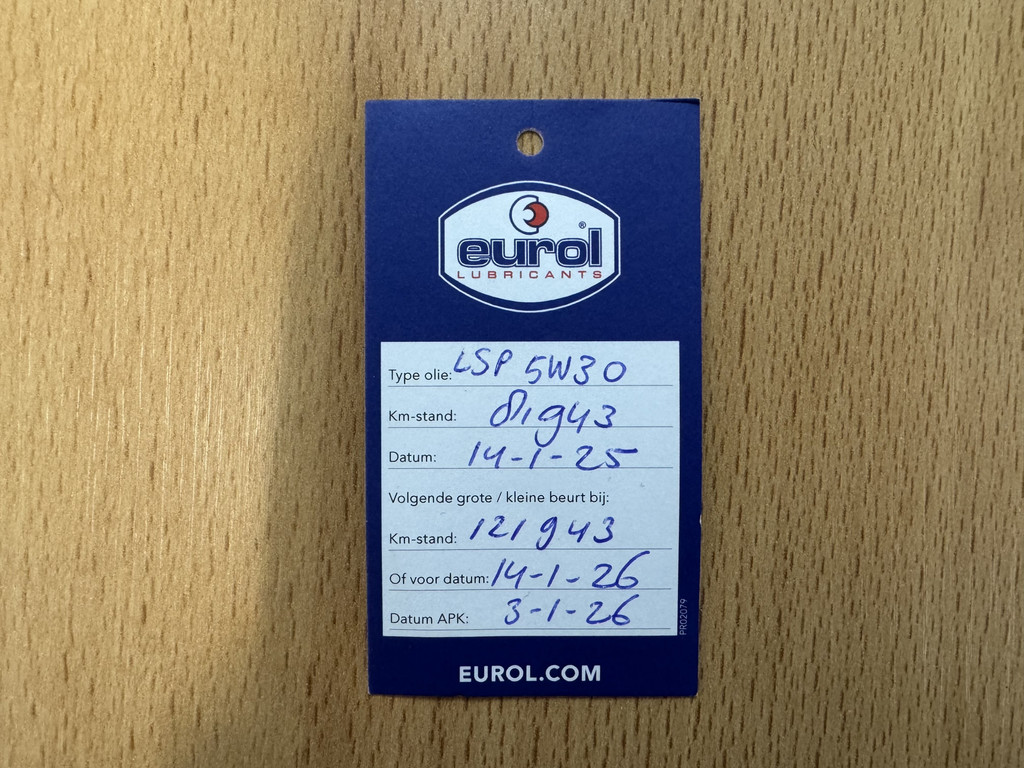 eurol®
LUBRICANTS
Type olie: LSP 5W30
Km-stand: 81943
Datum: 14-1-25
Volgende grote / kleine beurt bij:
Km-stand: 121943
Of voor datum: 14-1-26
Datum APK: 3-1-26
PR02079
EUROL.COM